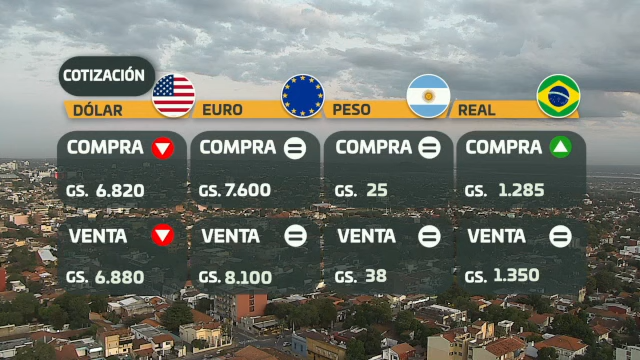 COTIZACIÓN
DÓLAR EURO PESO REAL
COMPRA COMPRA COMPRA COMPRA
GS. 6.820 GS. 7.600 GS. 25 GS. 1.285
VENTA VENTA VENTA VENTA
GS. 6.880 GS. 8.100 GS. 38 GS. 1.350